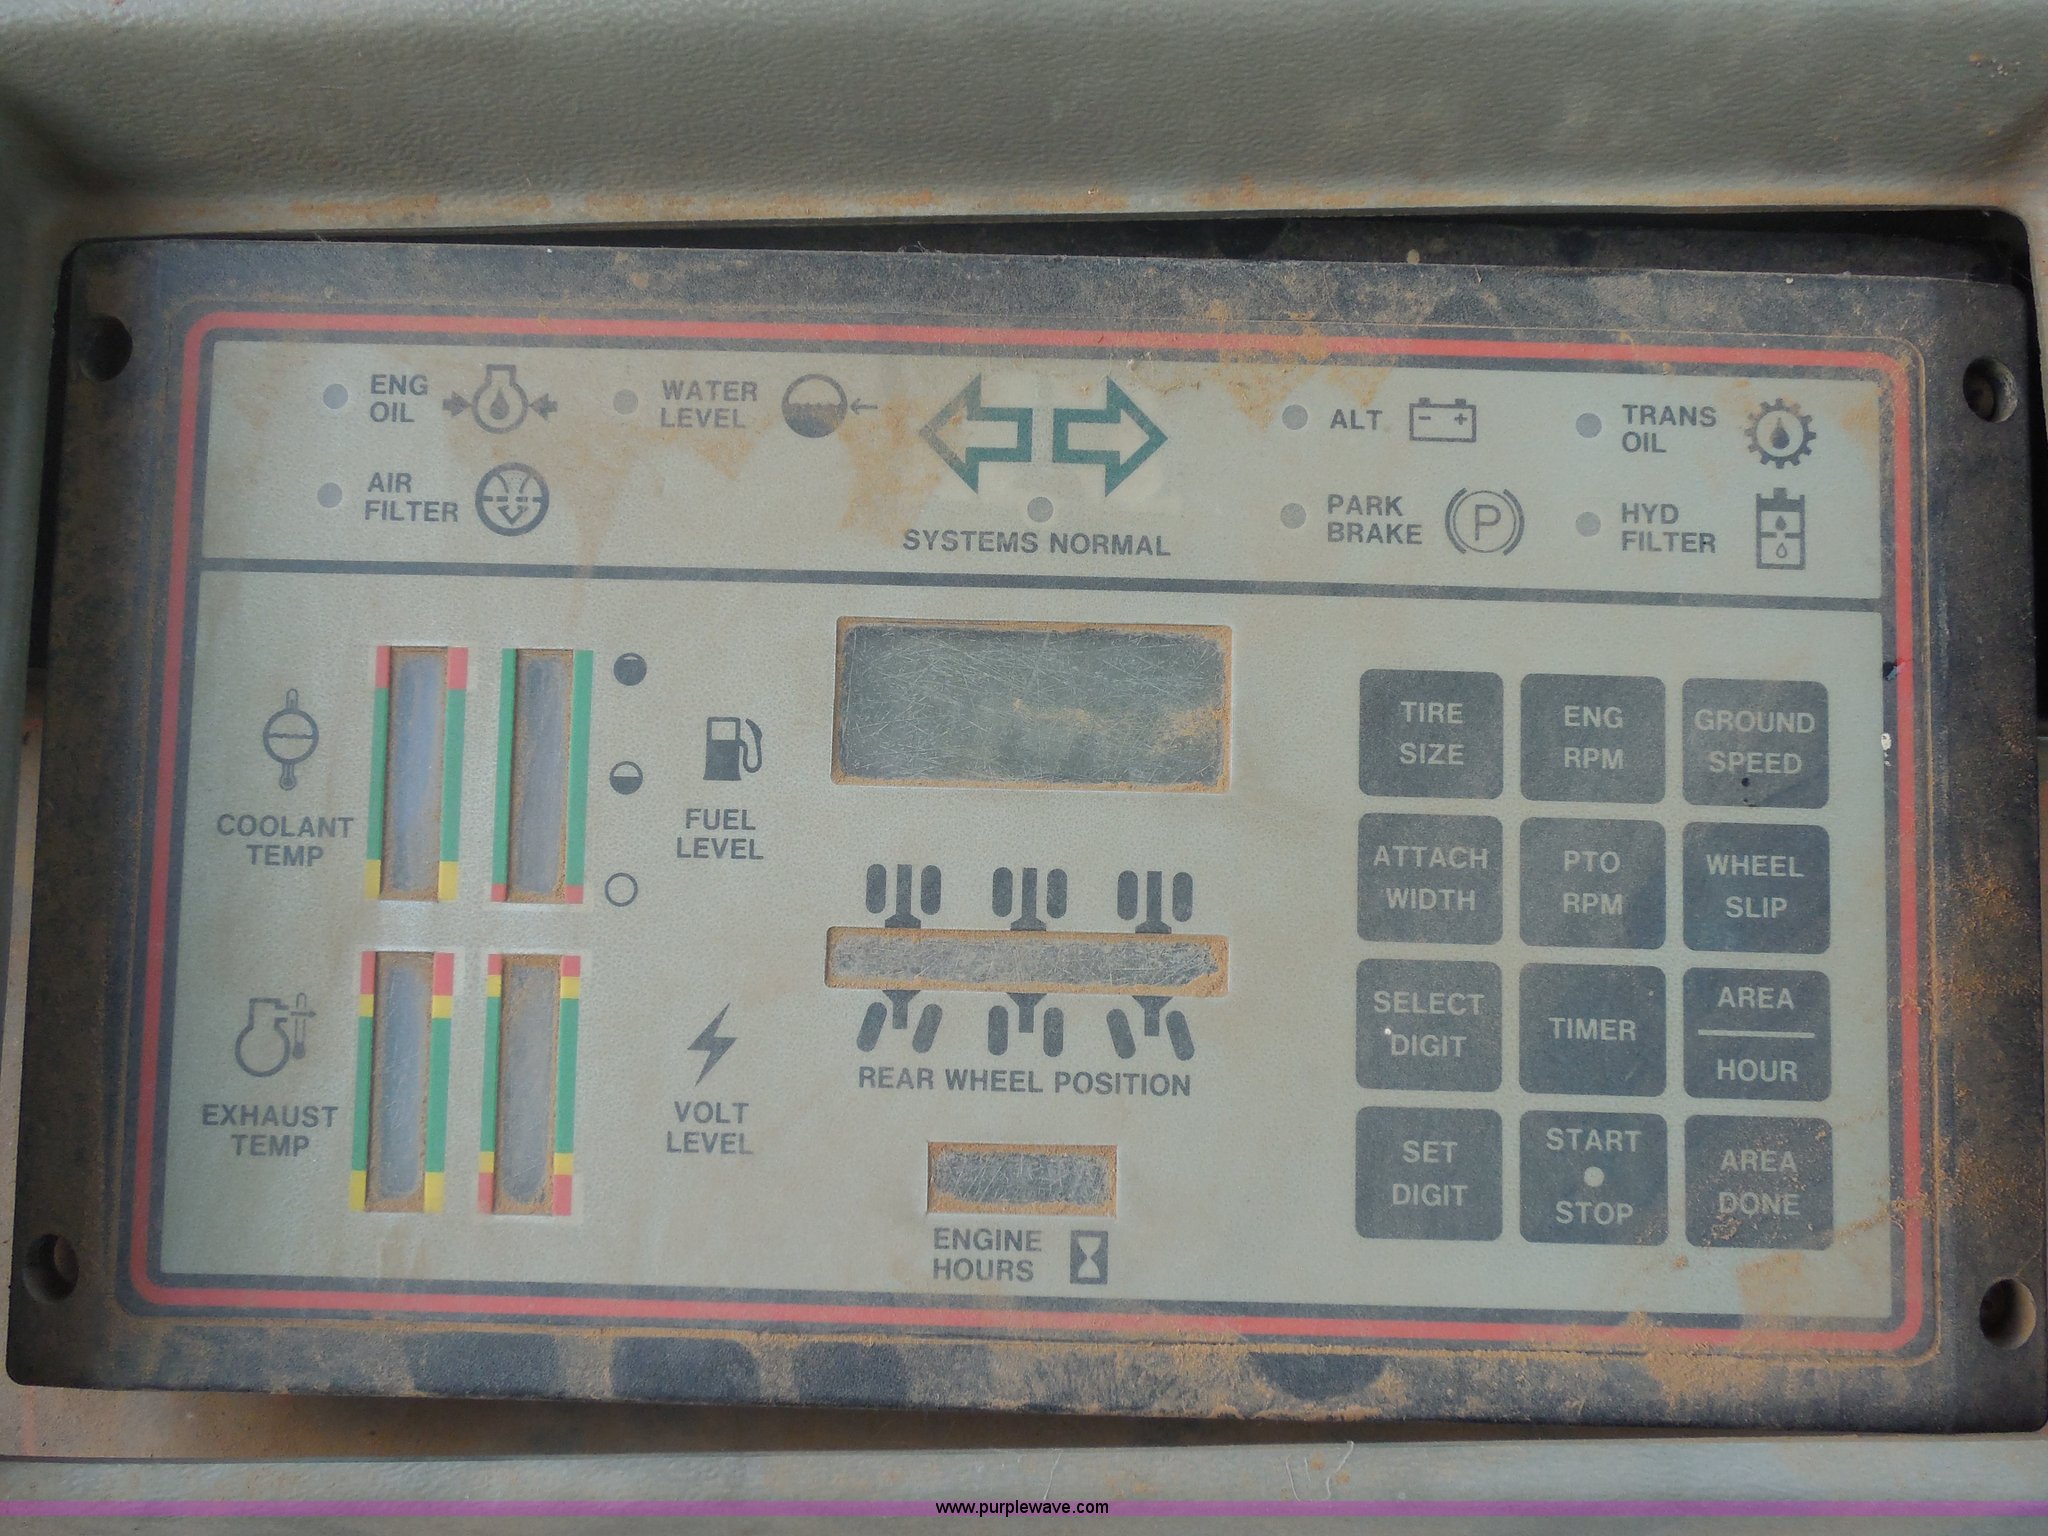 ENG
OIL
WATER
LEVEL
ALT
- +
TRANS
OIL
AIR
FILTER
SYSTEMS NORMAL
PARK
BRAKE
P
HYD
FILTER
COOLANT
TEMP
FUEL
LEVEL
EXHAUST
TEMP
VOLT
LEVEL
REAR WHEEL POSITION
ENGINE
HOURS
TIRE
SIZE
ENG
RPM
GROUND
SPEED
ATTACH
WIDTH
PTO
RPM
WHEEL
SLIP
SELECT
DIGIT
TIMER
AREA
HOUR
SET
DIGIT
START
STOP
AREA
DONE
www.purplewave.com